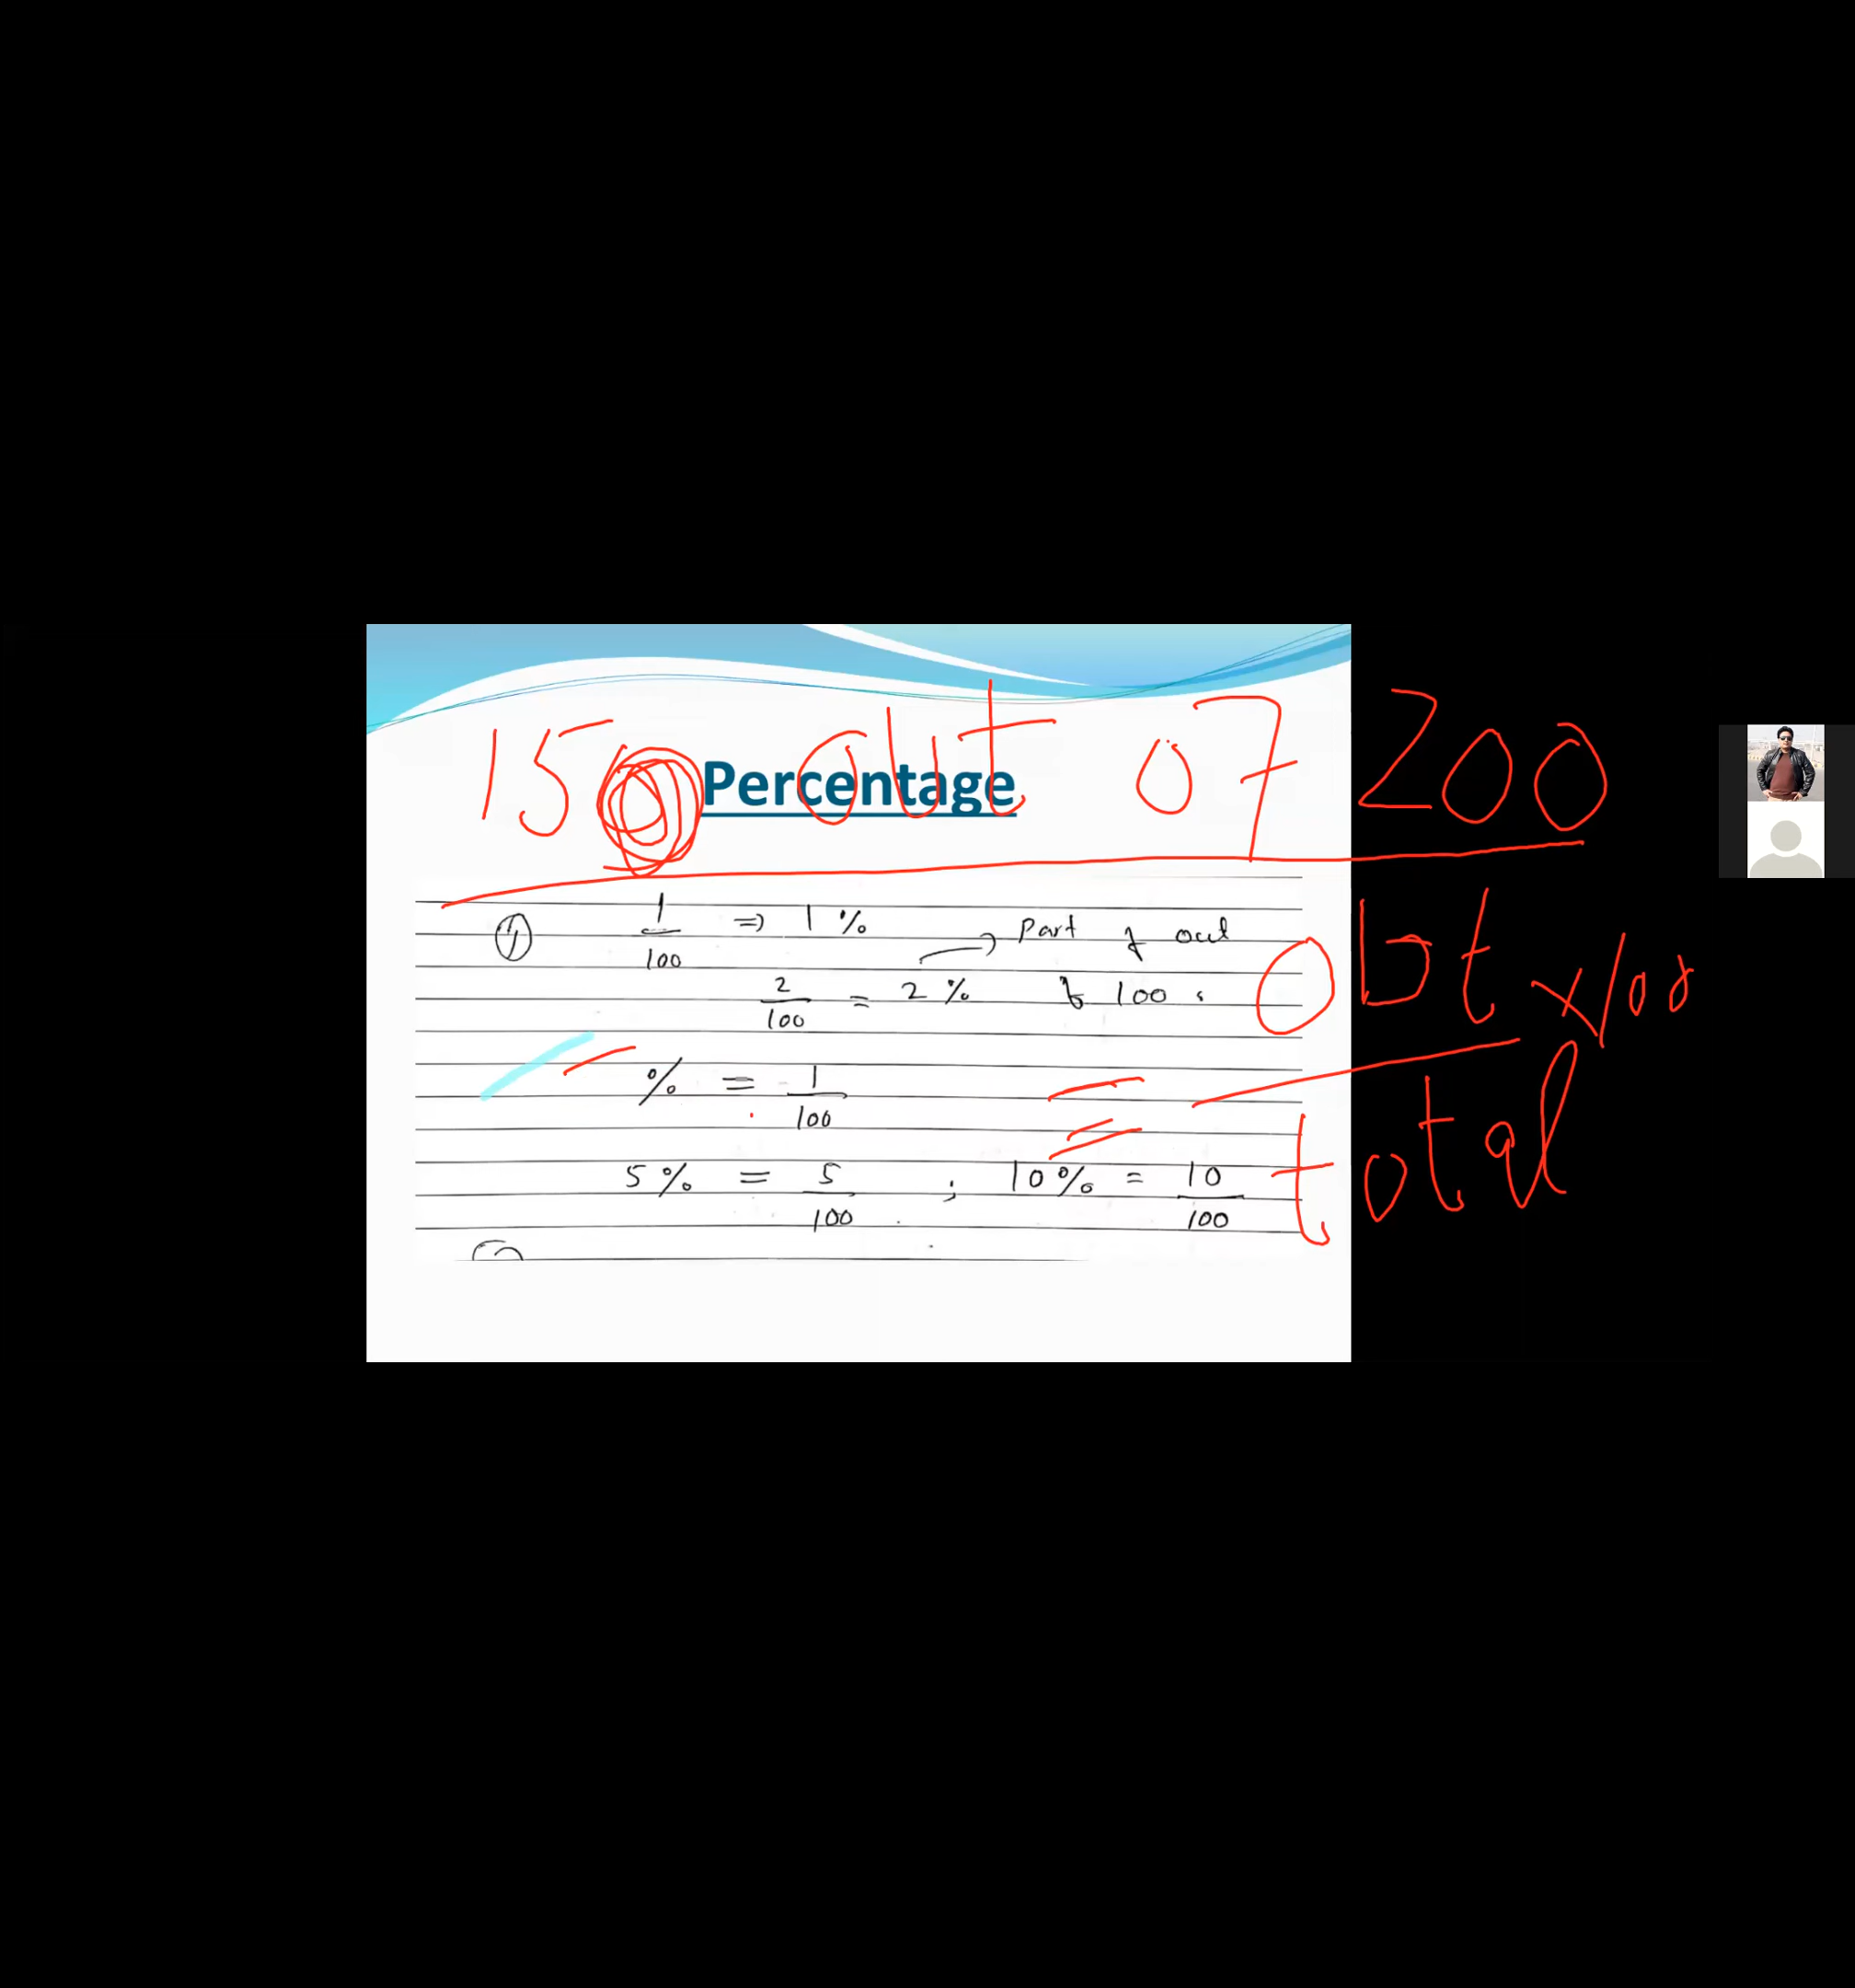 150 out of 200
Percentage
① 1/100 => 1 % → Part of out
2/100 = 2 % of 100
obt x100
total
% = 1/100
5% = 5/100 ; 10% = 10/100